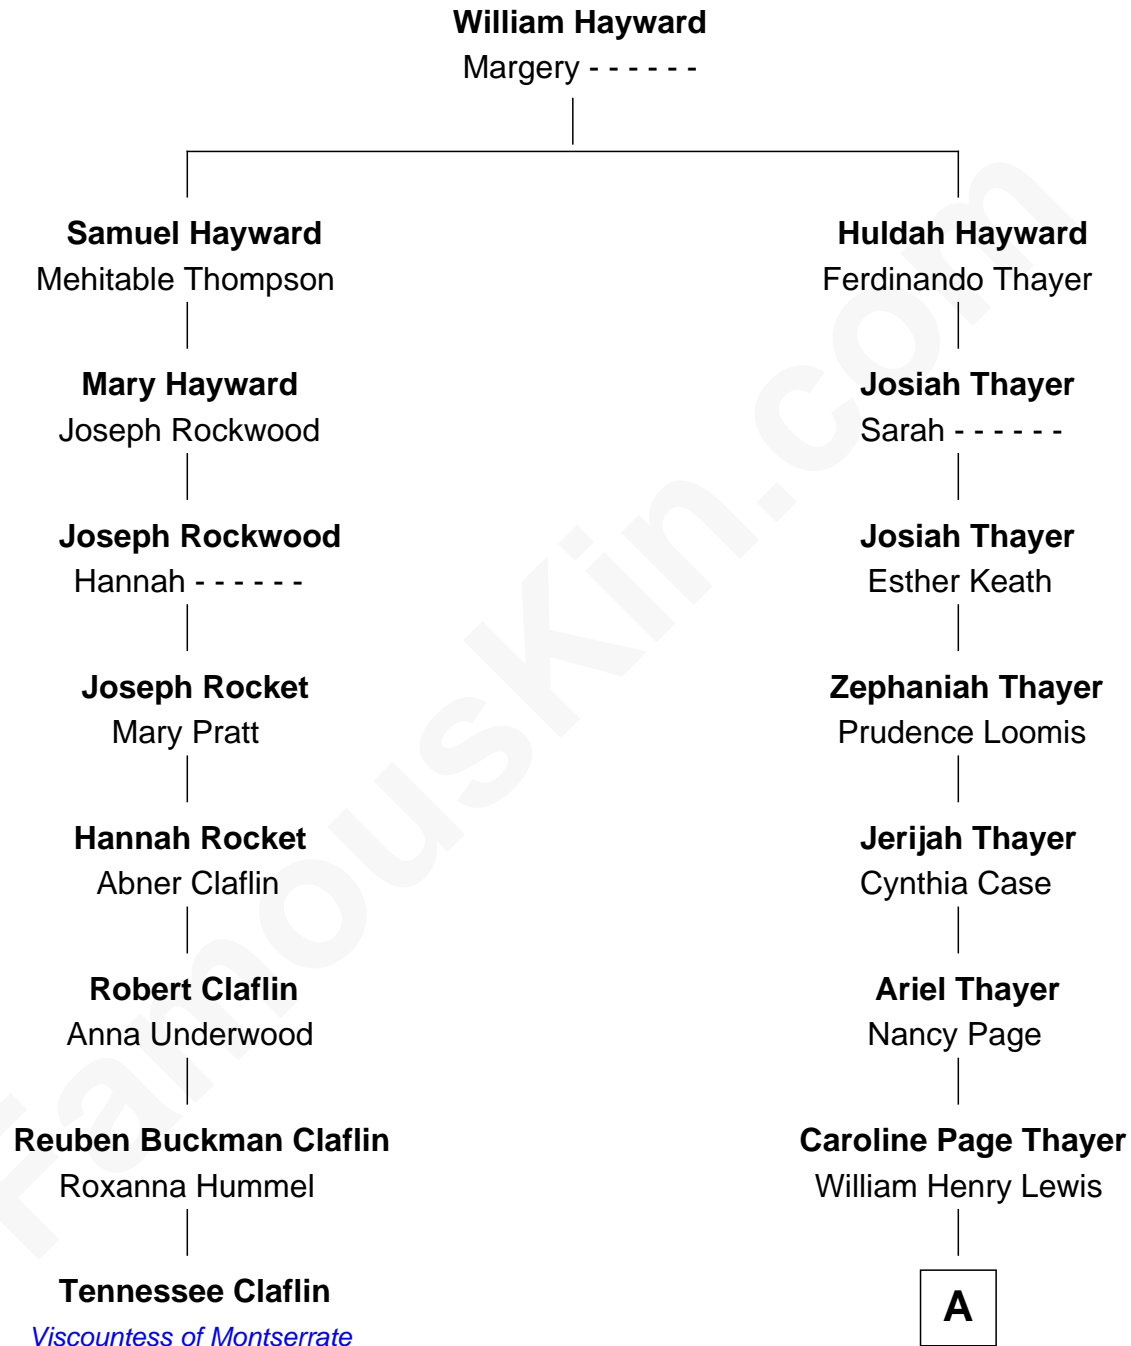 William Hayward
Margery - - - - - -
Samuel Hayward
Mehitable Thompson
Huldah Hayward
Ferdinando Thayer
Mary Hayward
Joseph Rockwood
Josiah Thayer
Sarah - - - - - -
Joseph Rockwood
Hannah - - - - - -
Josiah Thayer
Esther Keath
Joseph Rocket
Mary Pratt
Zephaniah Thayer
Prudence Loomis
Hannah Rocket
Abner Claflin
Jerijah Thayer
Cynthia Case
Robert Claflin
Anna Underwood
Ariel Thayer
Nancy Page
Reuben Buckman Claflin
Roxanna Hummel
Caroline Page Thayer
William Henry Lewis
Tennessee Claflin
Viscountess of Montserrate
A
FamousKin.com